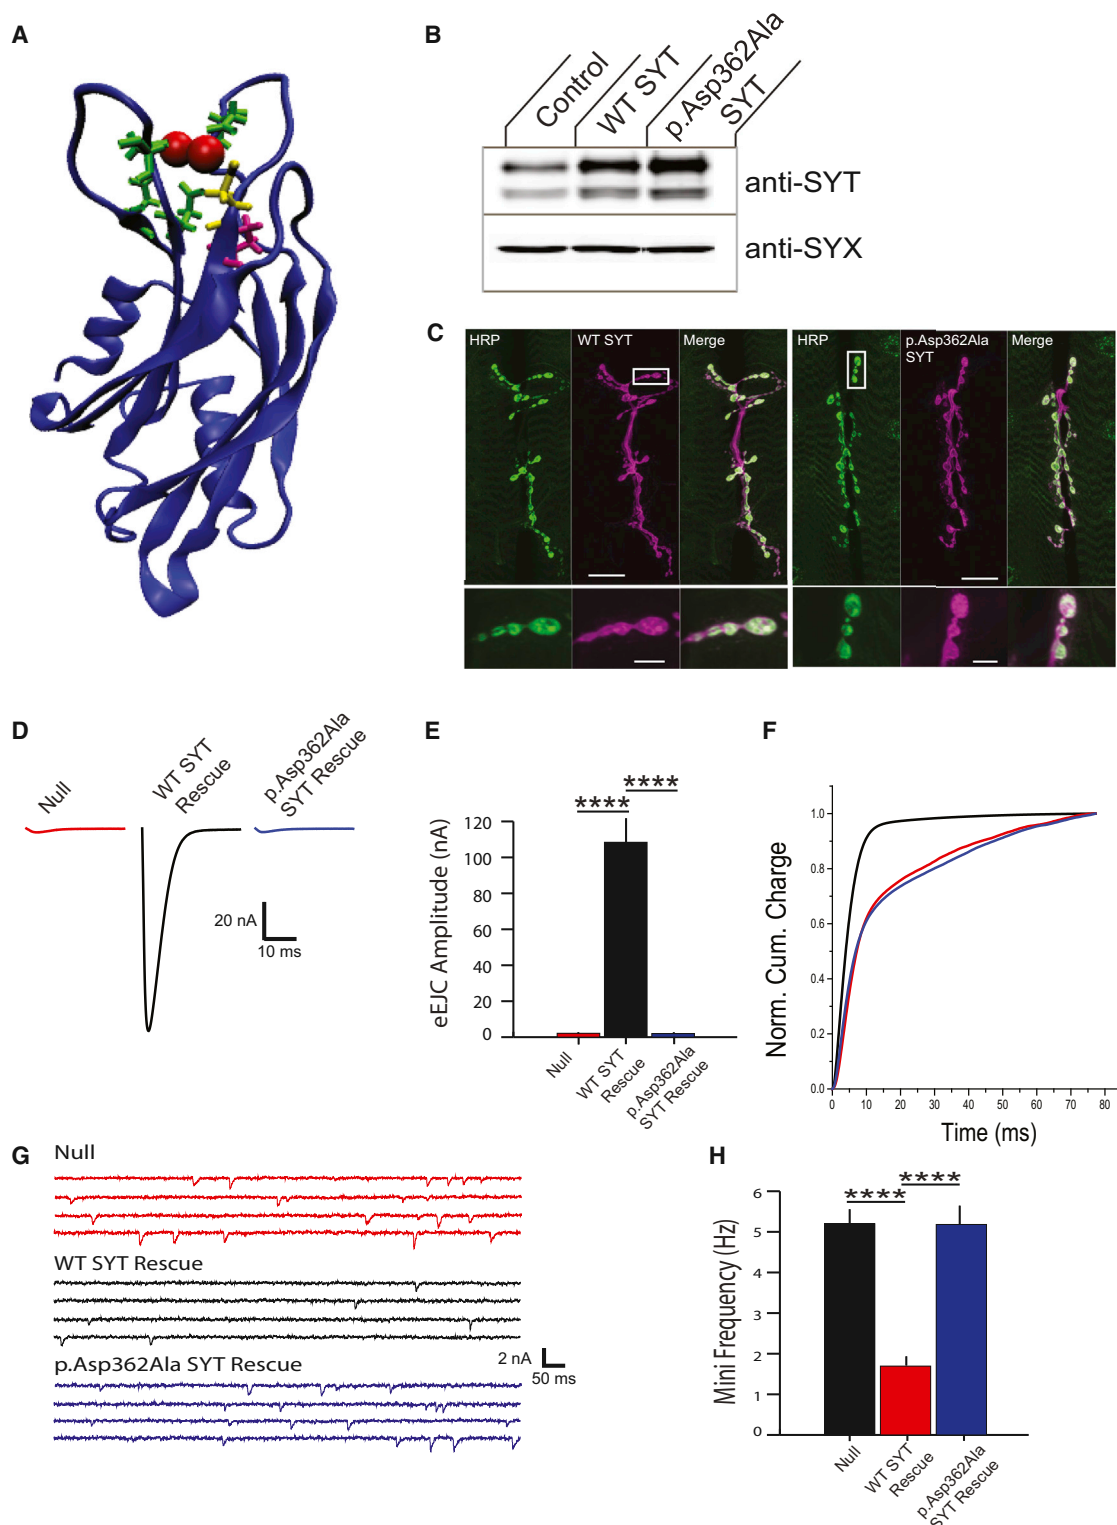 A
B
Control
WT SYT
p.Asp362Ala
SYT
anti-SYT
anti-SYX
C
HRP
WT SYT
Merge
HRP
p.Asp362Ala
SYT
Merge
D
Null
WT SYT
Rescue
p.Asp362Ala
SYT Rescue
20 nA
10 ms
E
****
****
eEJC Amplitude (nA)
120
100
80
60
40
20
0
Null
WT SYT
Rescue
p.Asp362Ala
SYT Rescue
F
Norm. Cum. Charge
1.0
0.8
0.6
0.4
0.2
0.0
0 10 20 30 40 50 60 70 80
Time (ms)
G
Null
WT SYT Rescue
p.Asp362Ala SYT Rescue
2 nA
50 ms
H
****
****
Mini Frequency (Hz)
6
5
4
3
2
1
0
Null
WT SYT
Rescue
p.Asp362Ala
SYT Rescue